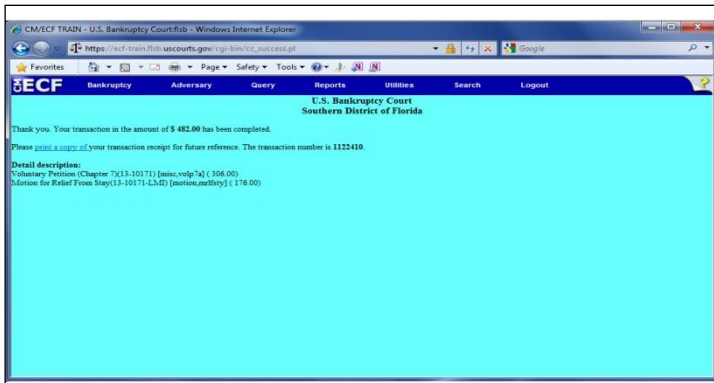 CM/ECF TRAIN - U.S. Bankruptcy Court:flsb - Windows Internet Explorer
https://ecf-train.flsb.uscourts.gov/cgi-bin/cc_success.pl
Google
Favorites Page Safety Tools
ECF Bankruptcy Adversary Query Reports Utilities Search Logout ?
U.S. Bankruptcy Court
Southern District of Florida
Thank you. Your transaction in the amount of $ 482.00 has been completed.
Please print a copy of your transaction receipt for future reference. The transaction number is 1122410.
Detail description:
Voluntary Petition (Chapter 7)(13-10171) [misc,volp7a] ( 306.00)
Motion for Relief From Stay(13-10171-LMI) [motion,mrlfsty] ( 176.00)